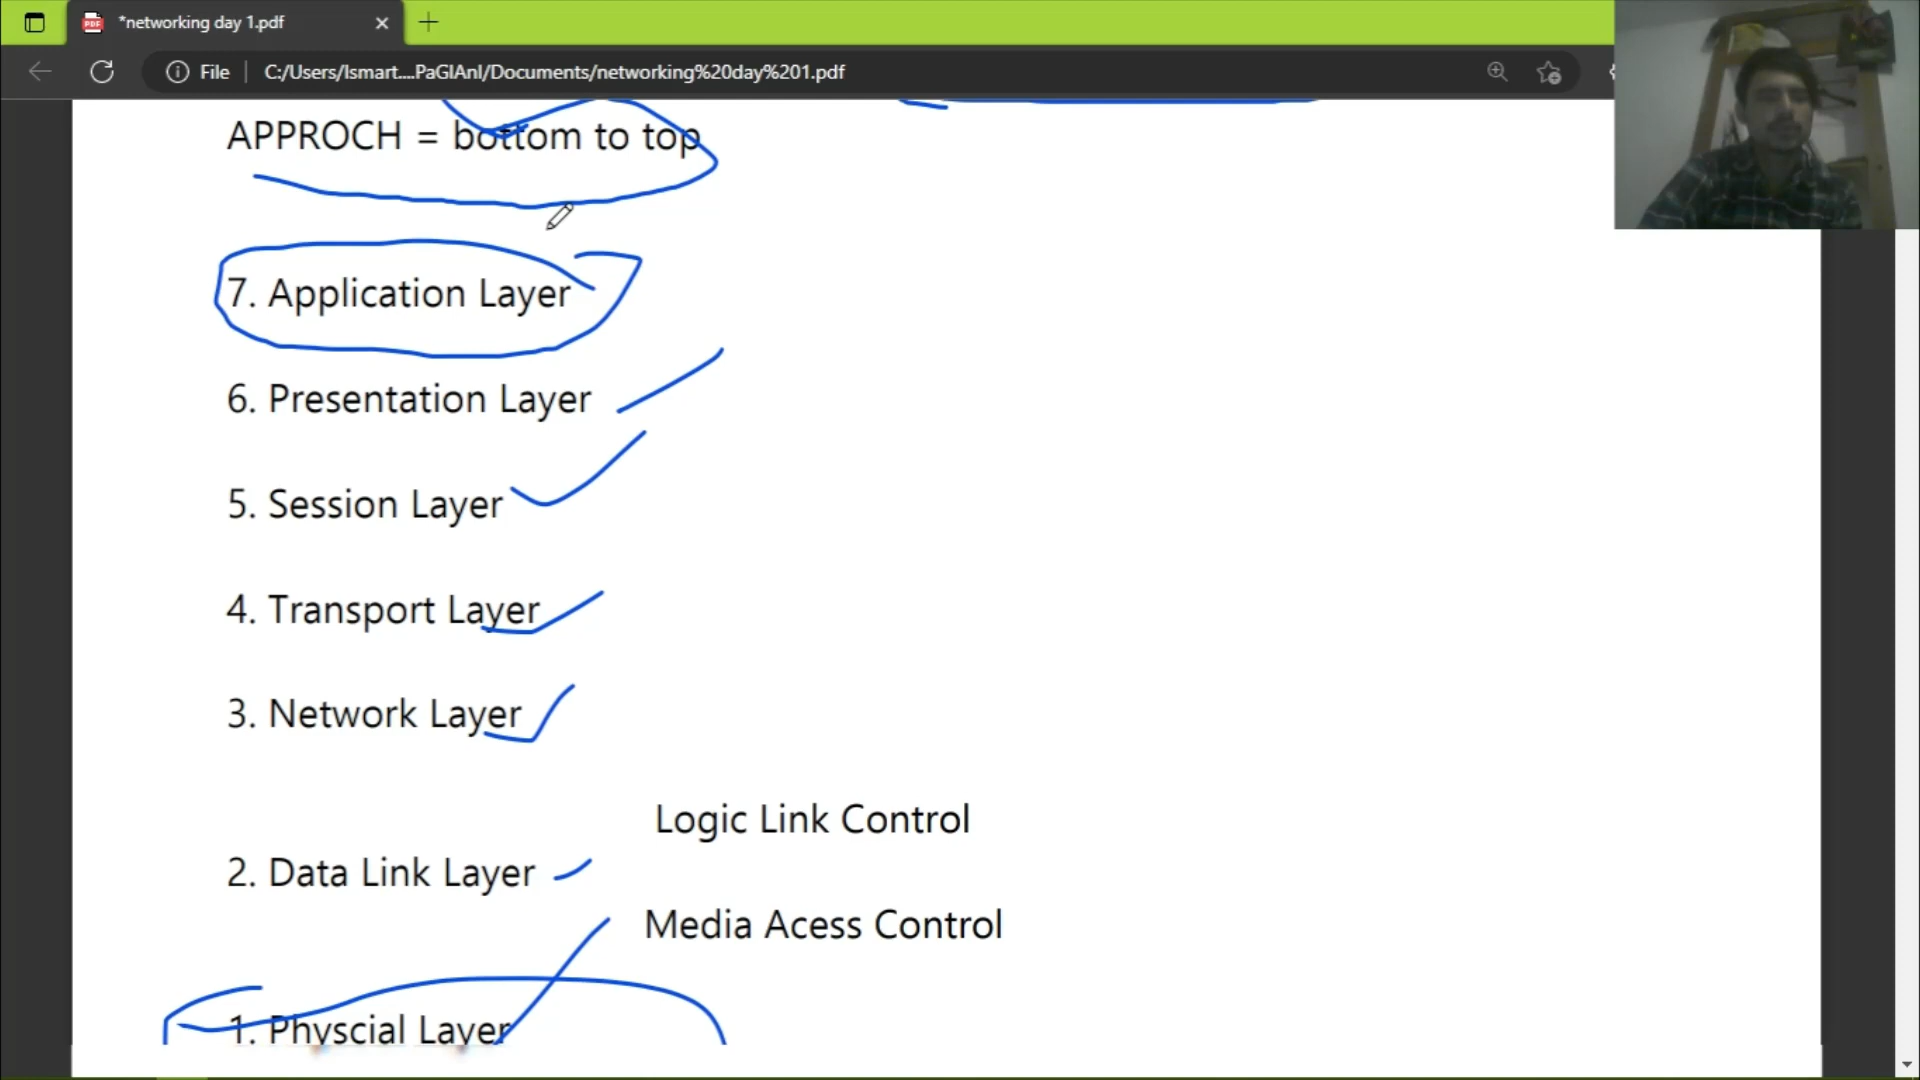 *networking day 1.pdf
File
C:/Users/Ismart....PaGIAnI/Documents/networking%20day%201.pdf
APPROCH = bottom to top
7. Application Layer
6. Presentation Layer
5. Session Layer
4. Transport Layer
3. Network Layer
Logic Link Control
2. Data Link Layer
Media Acess Control
1. Physcial Layer